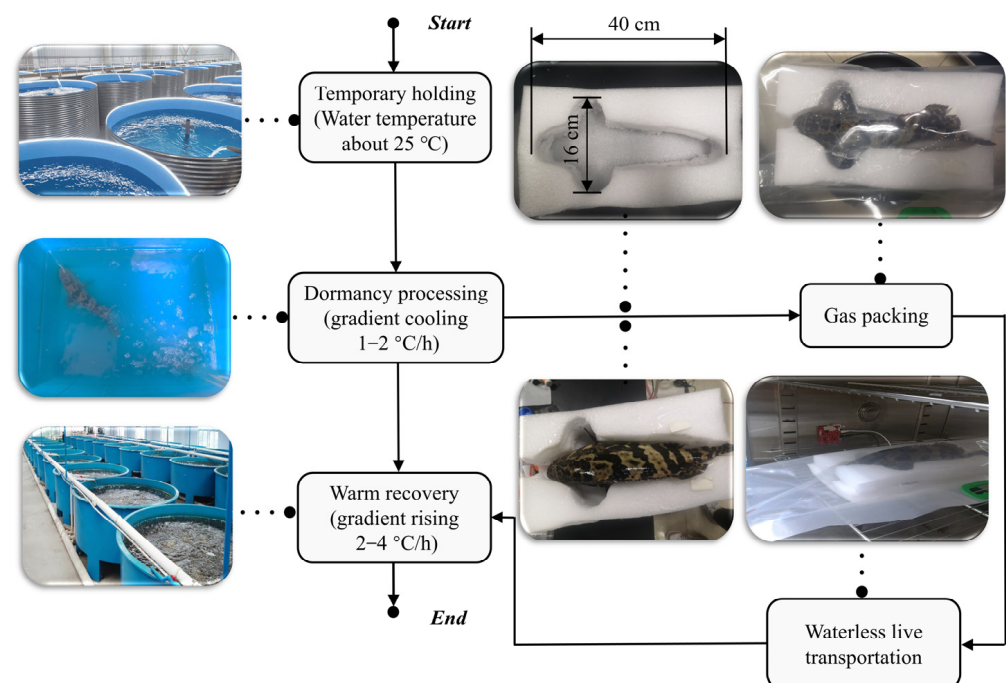 Start
40 cm
16 cm
Temporary holding
(Water temperature
about 25 °C)
Dormancy processing
(gradient cooling
1–2 °C/h)
Gas packing
Warm recovery
(gradient rising
2–4 °C/h)
End
Waterless live
transportation